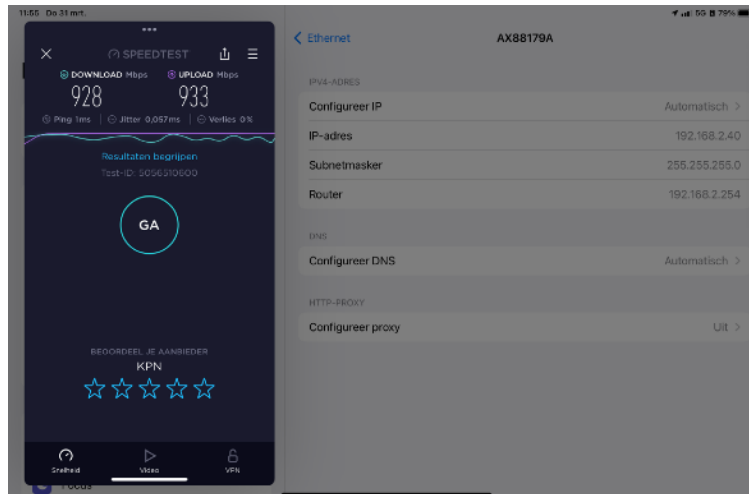 11:55 Do 31 mrt.
5G 79%
SPEEDTEST
DOWNLOAD Mbps UPLOAD Mbps
928 933
Ping 1ms Jitter 0,057ms Verlies 0%
Resultaten begrijpen
Test-ID: 5056510600
GA
BEOORDEEL JE AANBIEDER
KPN
Snelheid Video VPN
Focus
Ethernet AX88179A
IPV4-ADRES
Configureer IP Automatisch
IP-adres 192.168.2.40
Subnetmasker 255.255.255.0
Router 192.168.2.254
DNS
Configureer DNS Automatisch
HTTP-PROXY
Configureer proxy Uit